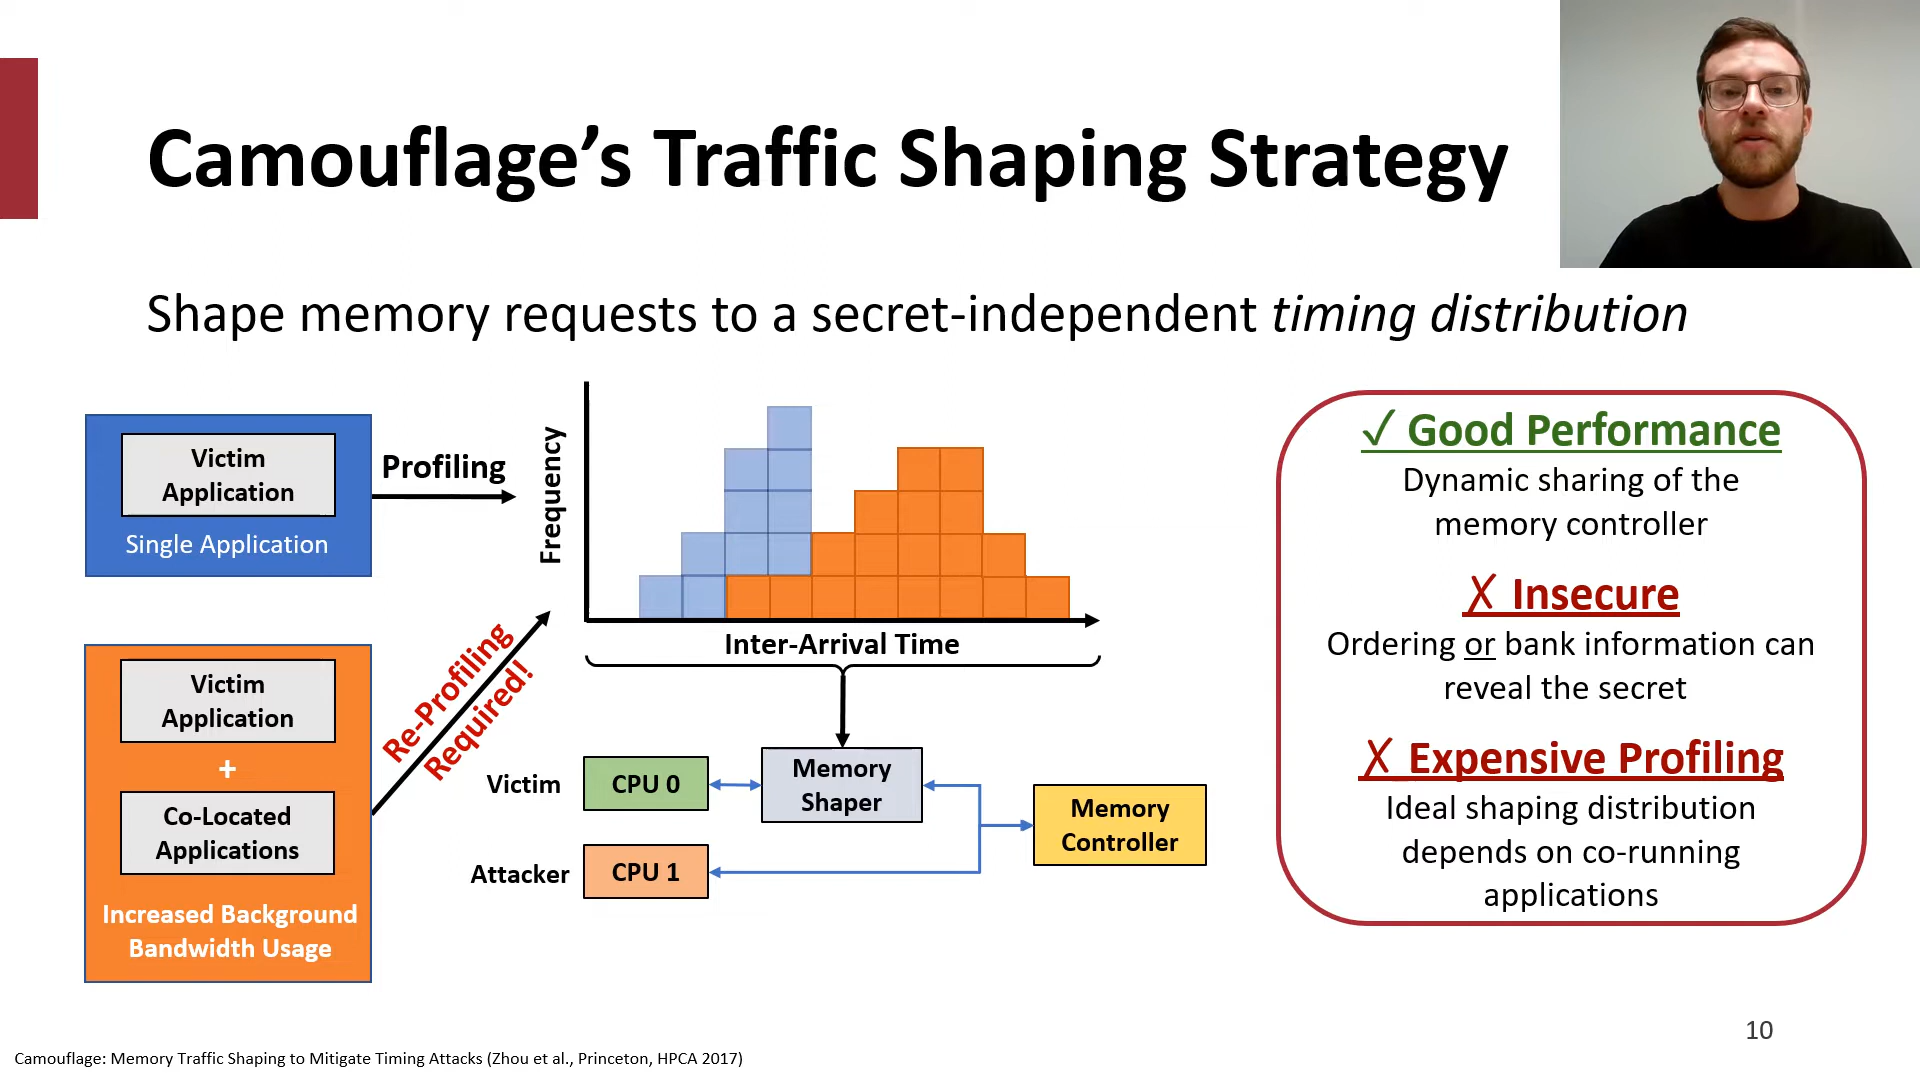 Camouflage’s Traffic Shaping Strategy
Shape memory requests to a secret-independent timing distribution
Victim
Application
Single Application
Profiling
Victim
Application
+
Co-Located
Applications
Increased Background
Bandwidth Usage
Re-Profiling
Required!
Frequency
Inter-Arrival Time
Victim
CPU 0
Memory
Shaper
Attacker
CPU 1
Memory
Controller
✓ Good Performance
Dynamic sharing of the
memory controller
✗ Insecure
Ordering or bank information can
reveal the secret
✗ Expensive Profiling
Ideal shaping distribution
depends on co-running
applications
10
Camouflage: Memory Traffic Shaping to Mitigate Timing Attacks (Zhou et al., Princeton, HPCA 2017)